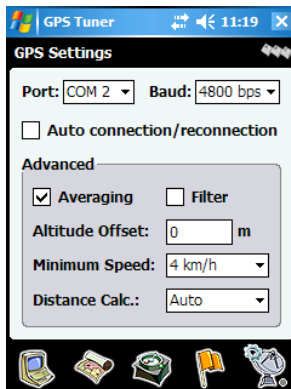 GPS Tuner 11:19
GPS Settings
Port: COM 2 Baud: 4800 bps
Auto connection/reconnection
Advanced
Averaging Filter
Altitude Offset: 0 m
Minimum Speed: 4 km/h
Distance Calc.: Auto